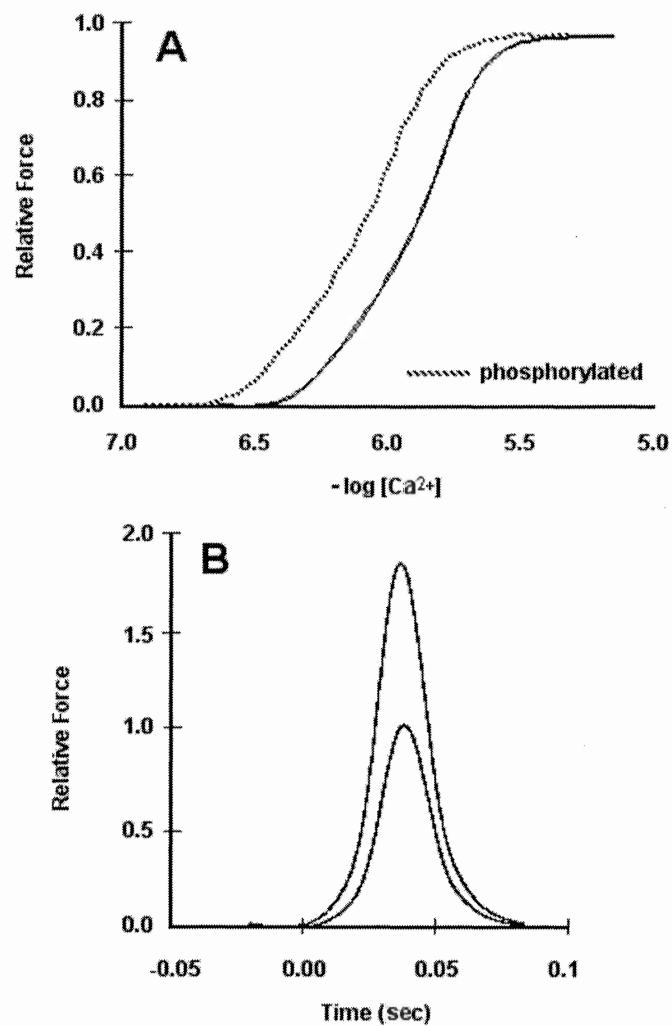 A
1.0
0.8
0.6
0.4
0.2
0.0
Relative Force
phosphorylated
7.0 6.5 6.0 5.5 5.0
- log [Ca2+]
B
2.0
1.5
1.0
0.5
0.0
Relative Force
-0.05 0.00 0.05 0.1
Time (sec)